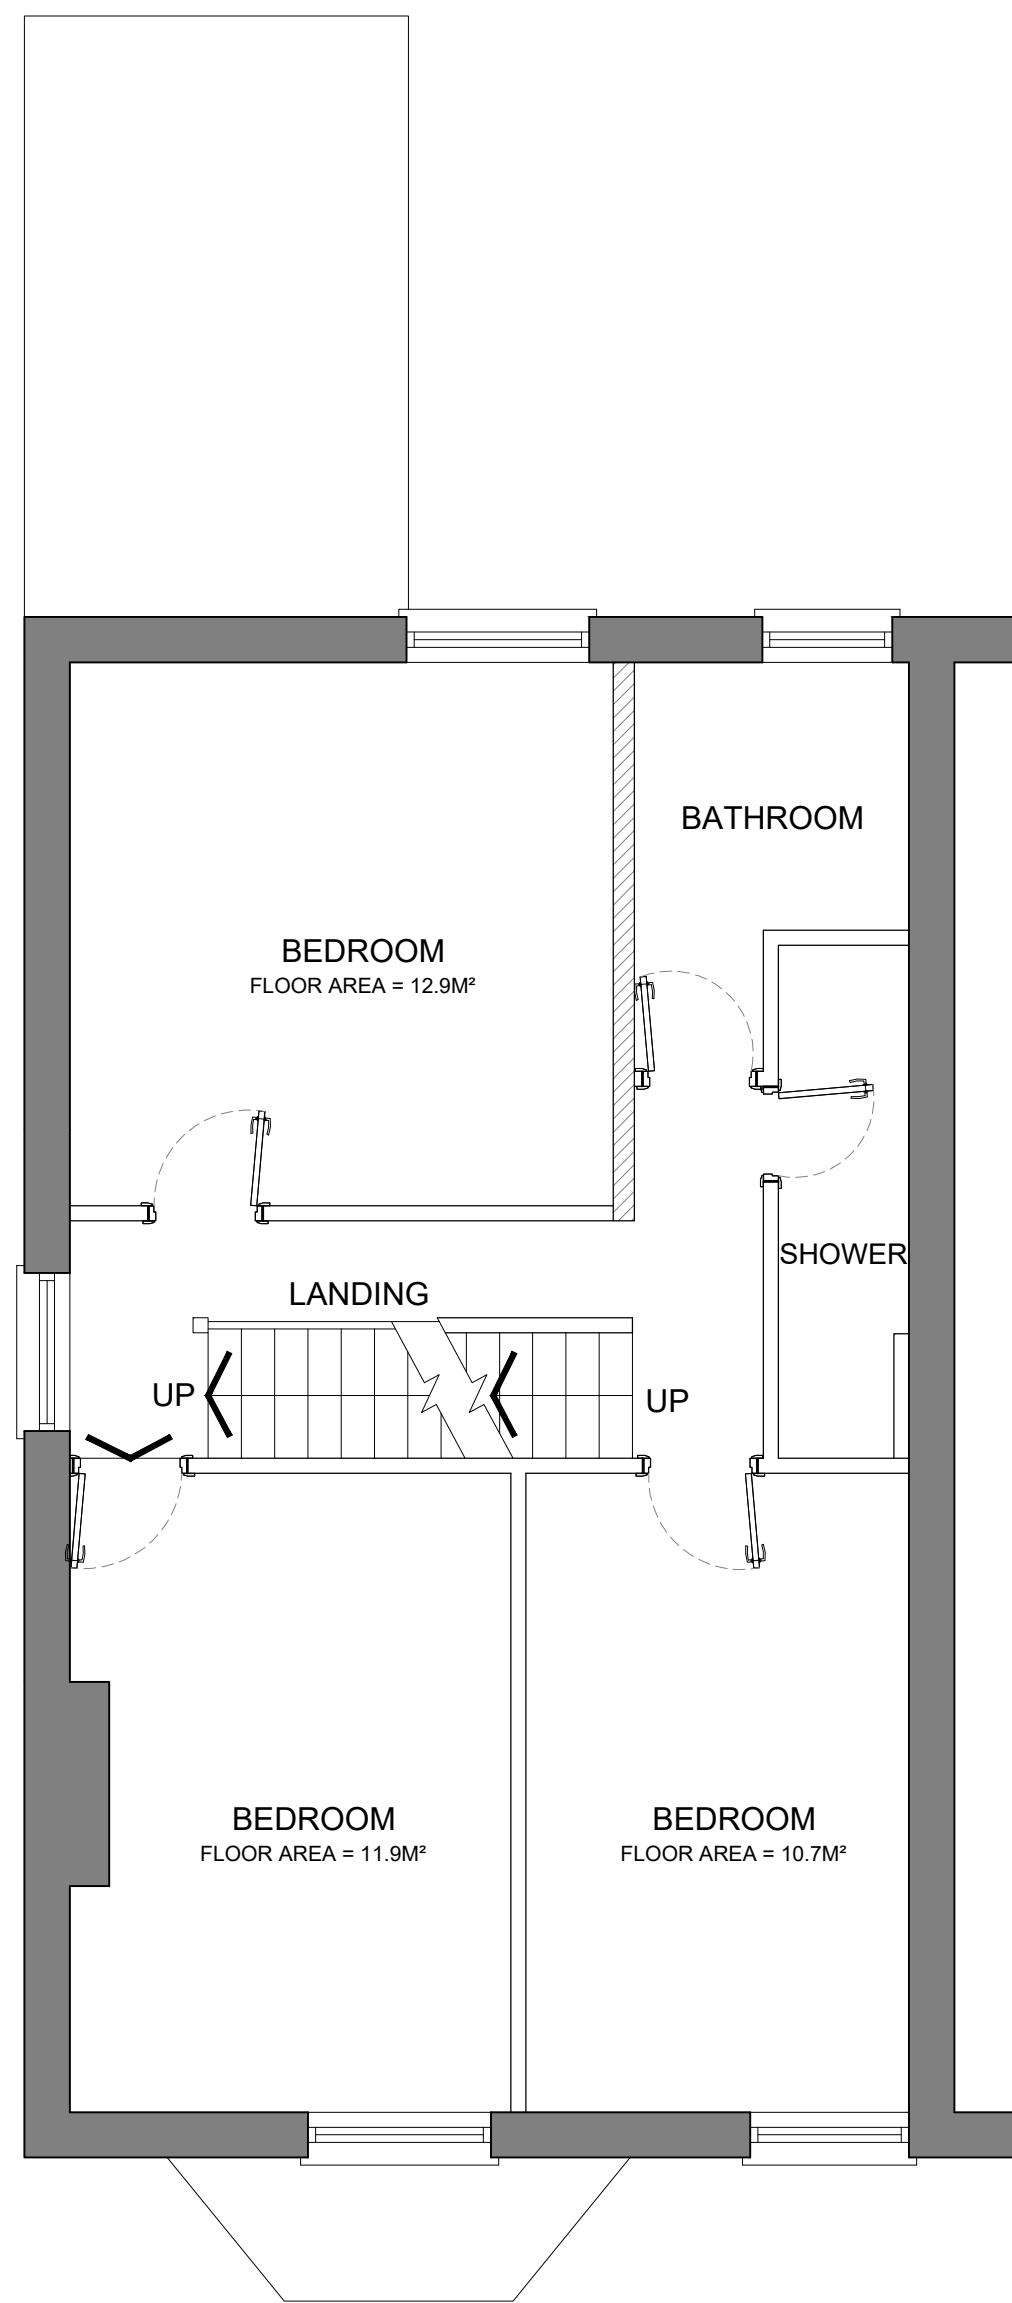 BATHROOM
BEDROOM
FLOOR AREA = 12.9M²
SHOWER
LANDING
UP
UP
BEDROOM
FLOOR AREA = 11.9M²
BEDROOM
FLOOR AREA = 10.7M²